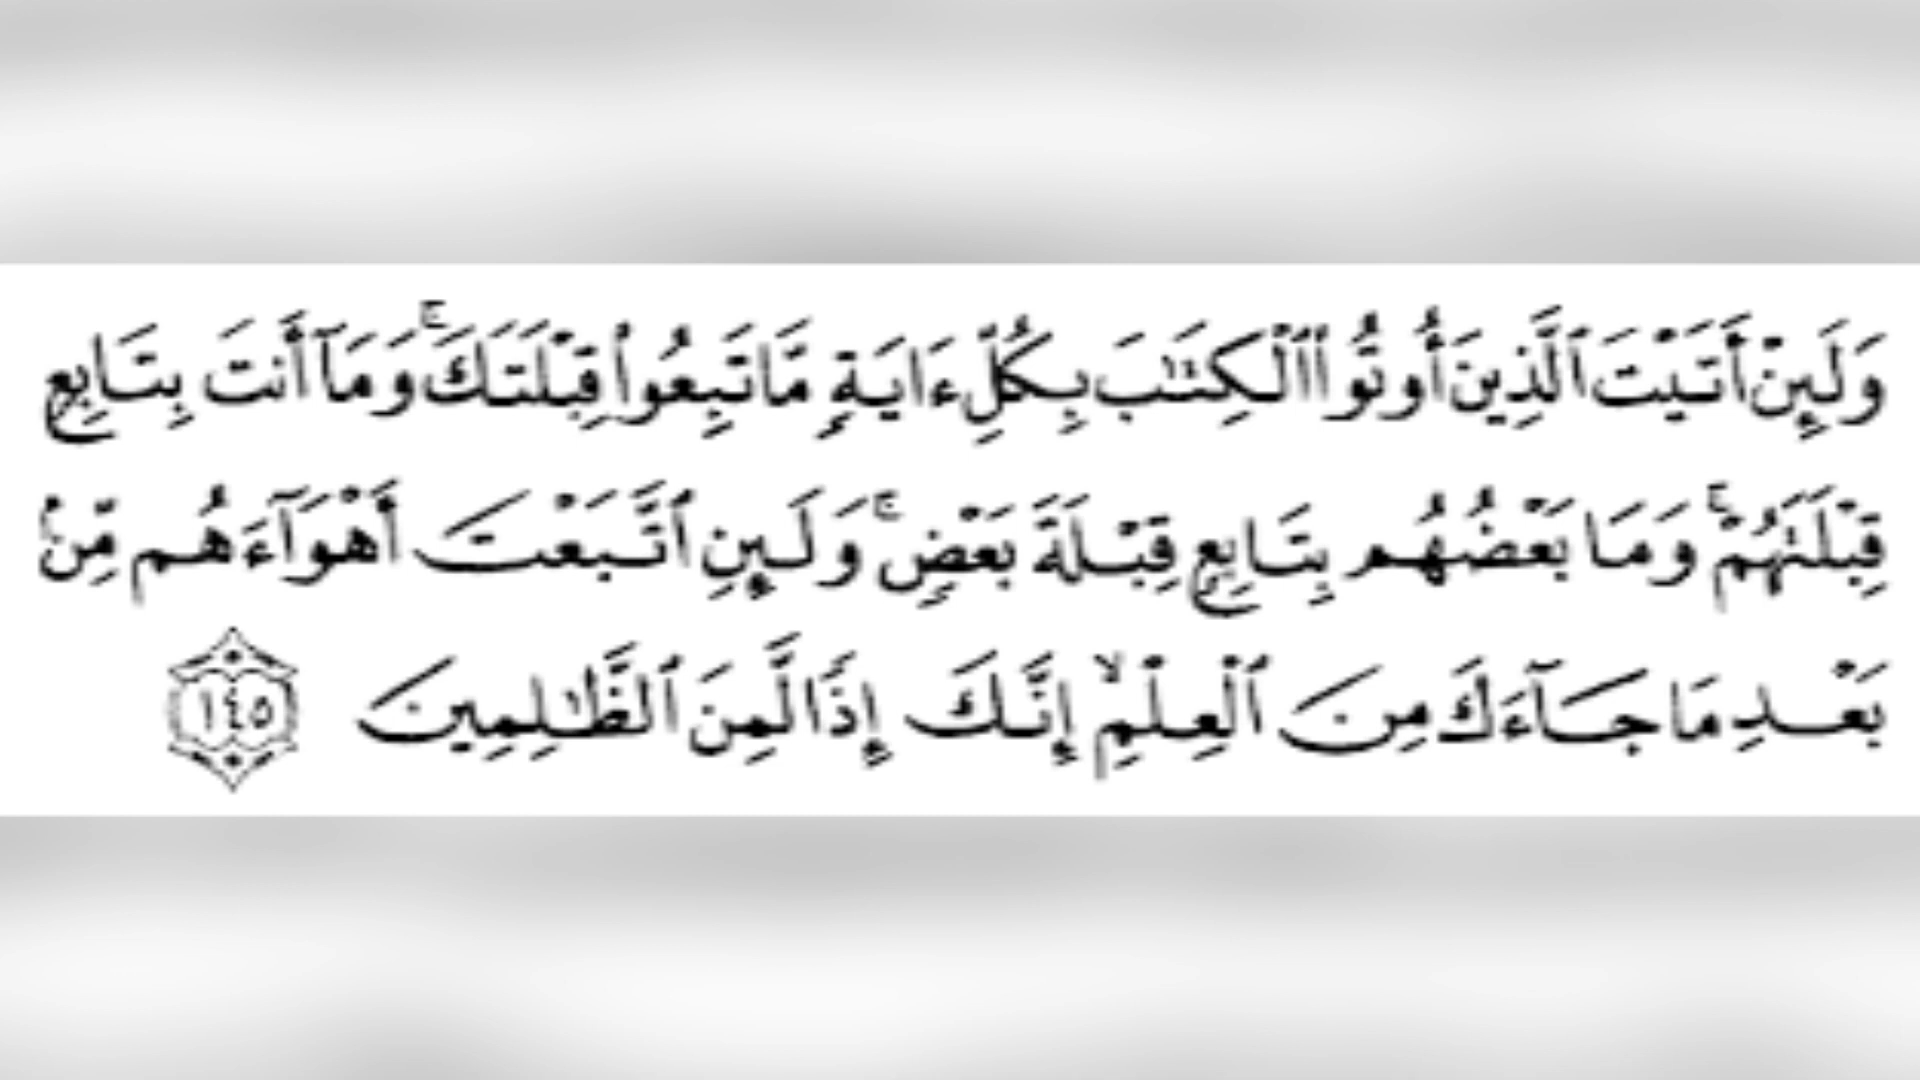 وَلَئِنْ أَتَيْتَ ٱلَّذِينَ أُوتُوا۟ ٱلْكِتَٰبَ بِكُلِّ ءَايَةٍ مَّا تَبِعُوا۟ قِبْلَتَكَ ۚ وَمَآ أَنتَ بِتَابِعٍ
قِبْلَتَهُمْ ۚ وَمَا بَعْضُهُم بِتَابِعٍ قِبْلَةَ بَعْضٍ ۚ وَلَئِنِ ٱتَّبَعْتَ أَهْوَآءَهُم مِّنۢ
بَعْدِ مَا جَآءَكَ مِنَ ٱلْعِلْمِ ۙ إِنَّكَ إِذًا لَّمِنَ ٱلظَّٰلِمِينَ ١٤٥